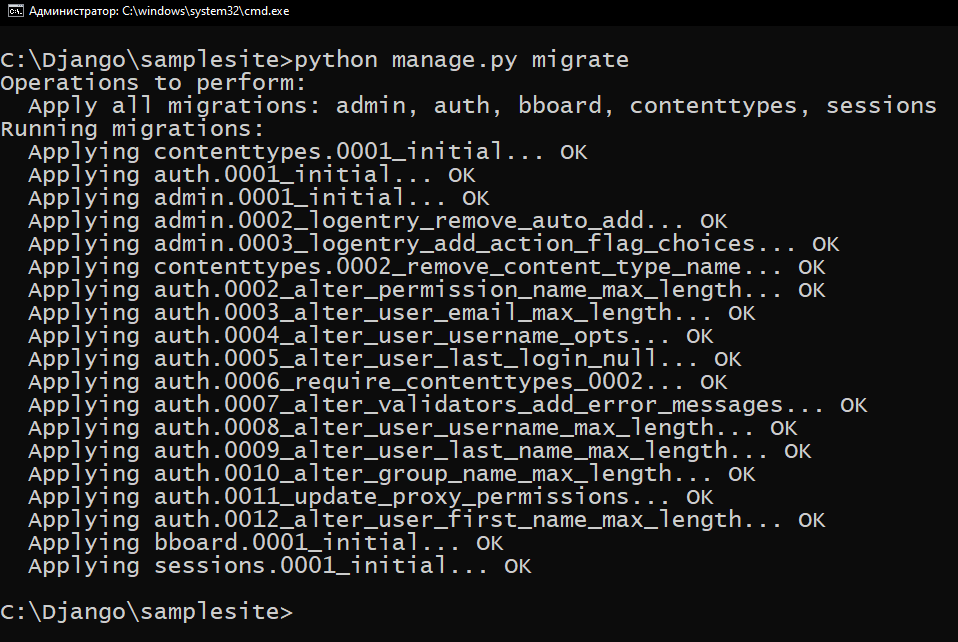 Администратор: C:\windows\system32\cmd.exe
C:\Django\samplesite>python manage.py migrate
Operations to perform:
  Apply all migrations: admin, auth, bboard, contenttypes, sessions
Running migrations:
  Applying contenttypes.0001_initial... OK
  Applying auth.0001_initial... OK
  Applying admin.0001_initial... OK
  Applying admin.0002_logentry_remove_auto_add... OK
  Applying admin.0003_logentry_add_action_flag_choices... OK
  Applying contenttypes.0002_remove_content_type_name... OK
  Applying auth.0002_alter_permission_name_max_length... OK
  Applying auth.0003_alter_user_email_max_length... OK
  Applying auth.0004_alter_user_username_opts... OK
  Applying auth.0005_alter_user_last_login_null... OK
  Applying auth.0006_require_contenttypes_0002... OK
  Applying auth.0007_alter_validators_add_error_messages... OK
  Applying auth.0008_alter_user_username_max_length... OK
  Applying auth.0009_alter_user_last_name_max_length... OK
  Applying auth.0010_alter_group_name_max_length... OK
  Applying auth.0011_update_proxy_permissions... OK
  Applying auth.0012_alter_user_first_name_max_length... OK
  Applying bboard.0001_initial... OK
  Applying sessions.0001_initial... OK
C:\Django\samplesite>